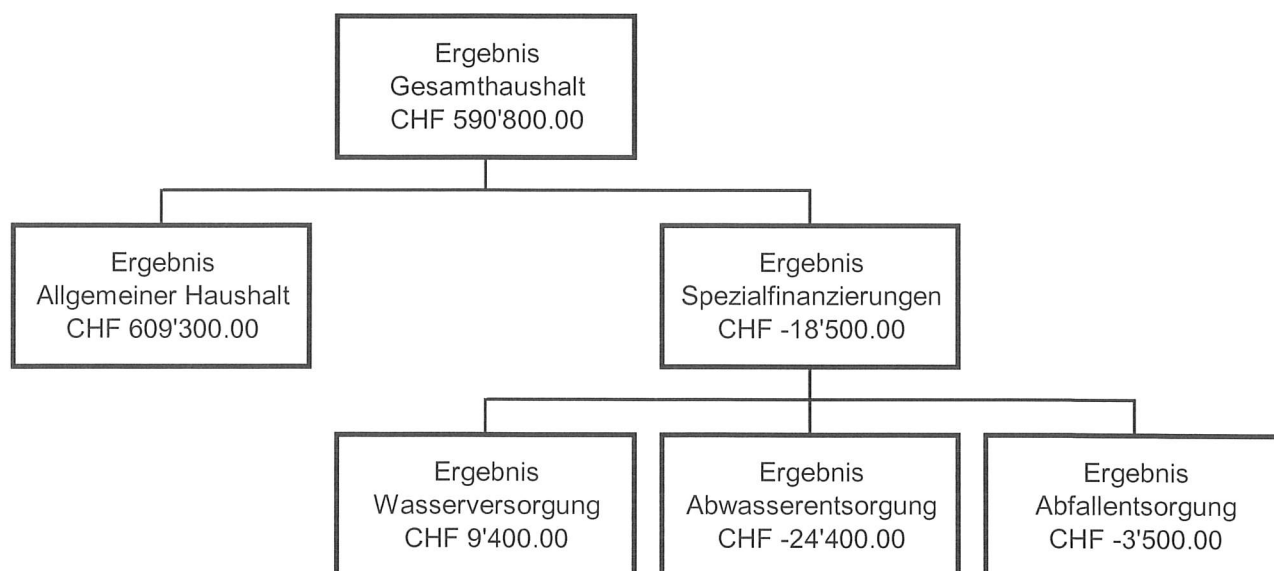 Ergebnis
Gesamthaushalt
CHF 590'800.00
Ergebnis
Allgemeiner Haushalt
CHF 609'300.00
Ergebnis
Spezialfinanzierungen
CHF -18'500.00
Ergebnis
Wasserversorgung
CHF 9'400.00
Ergebnis
Abwasserentsorgung
CHF -24'400.00
Ergebnis
Abfallentsorgung
CHF -3'500.00